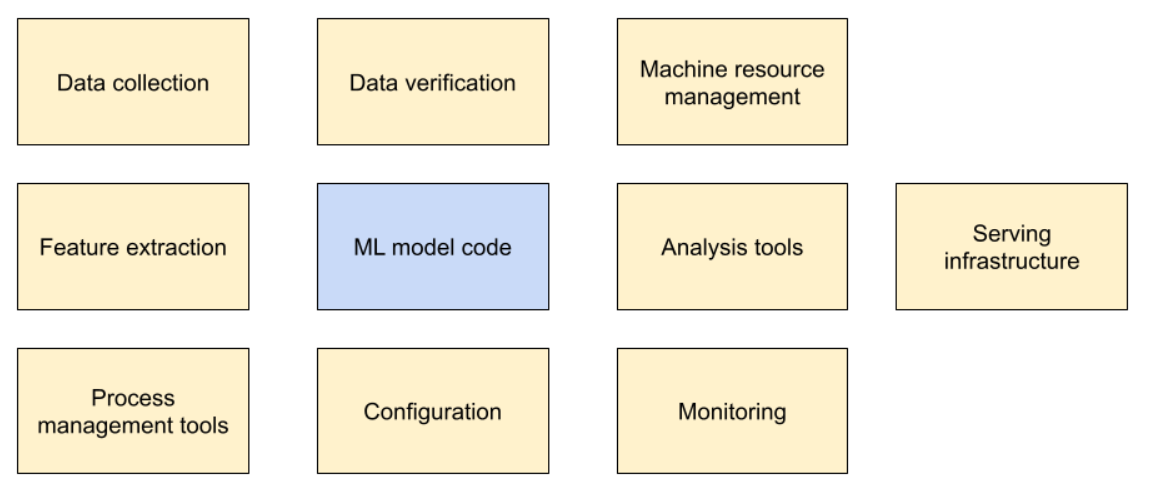 Data collection
Data verification
Machine resource
management
Feature extraction
ML model code
Analysis tools
Serving
infrastructure
Process
management tools
Configuration
Monitoring